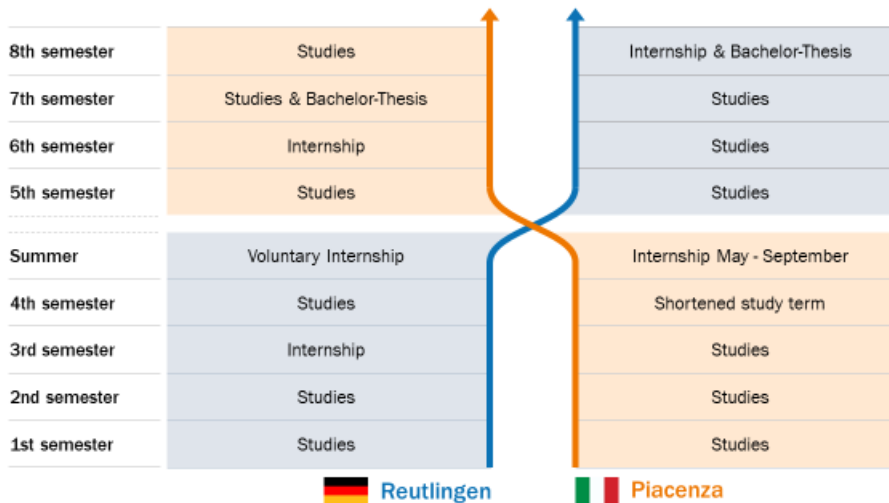 8th semester Studies Internship & Bachelor-Thesis
7th semester Studies & Bachelor-Thesis Studies
6th semester Internship Studies
5th semester Studies Studies
Summer Voluntary Internship Internship May - September
4th semester Studies Shortened study term
3rd semester Internship Studies
2nd semester Studies Studies
1st semester Studies Studies
Reutlingen Piacenza